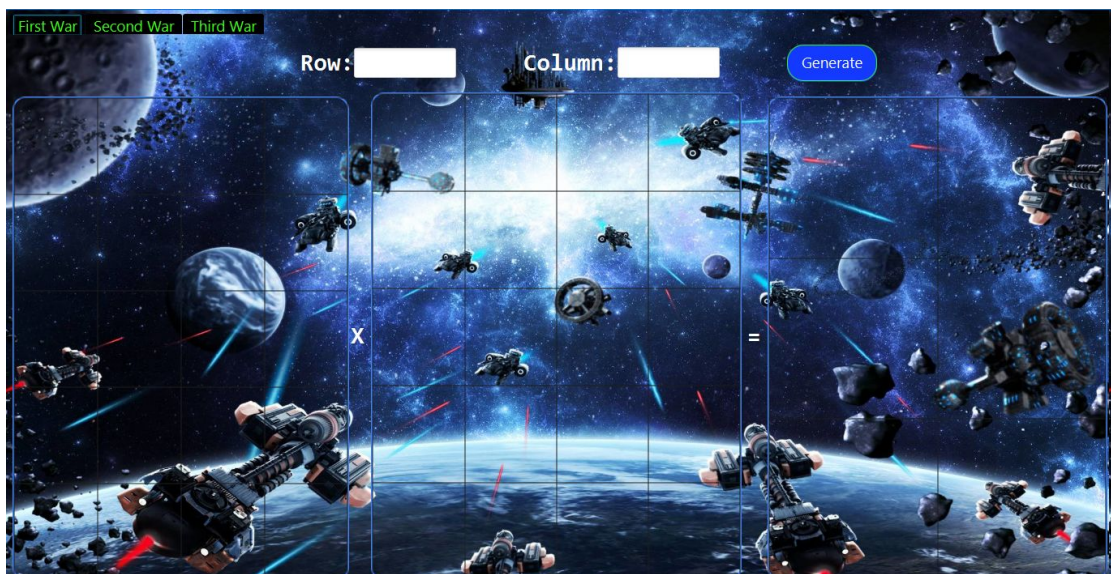 First War Second War Third War
Row: Column: Generate
X =